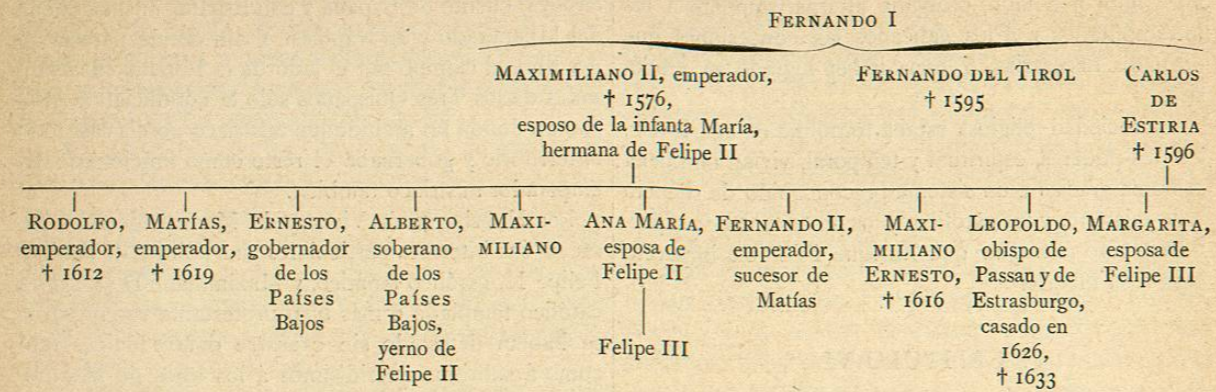 FERNANDO I
MAXIMILIANO II, emperador,
† 1576,
esposo de la infanta María,
hermana de Felipe II
FERNANDO DEL TIROL
† 1595
CARLOS
DE
ESTIRIA
† 1596
RODOLFO,
emperador,
† 1612
MATÍAS,
emperador,
† 1619
ERNESTO,
gobernador
de los
Países
Bajos
ALBERTO,
soberano
de los
Países
Bajos,
yerno de
Felipe II
MAXI-
MILIANO
ANA MARÍA,
esposa de
Felipe II
Felipe III
FERNANDO II,
emperador,
sucesor de
Matías
MAXI-
MILIANO
ERNESTO,
† 1616
LEOPOLDO,
obispo de
Passan y de
Estrasburgo,
casado en
1626,
† 1633
MARGARITA,
esposa de
Felipe III